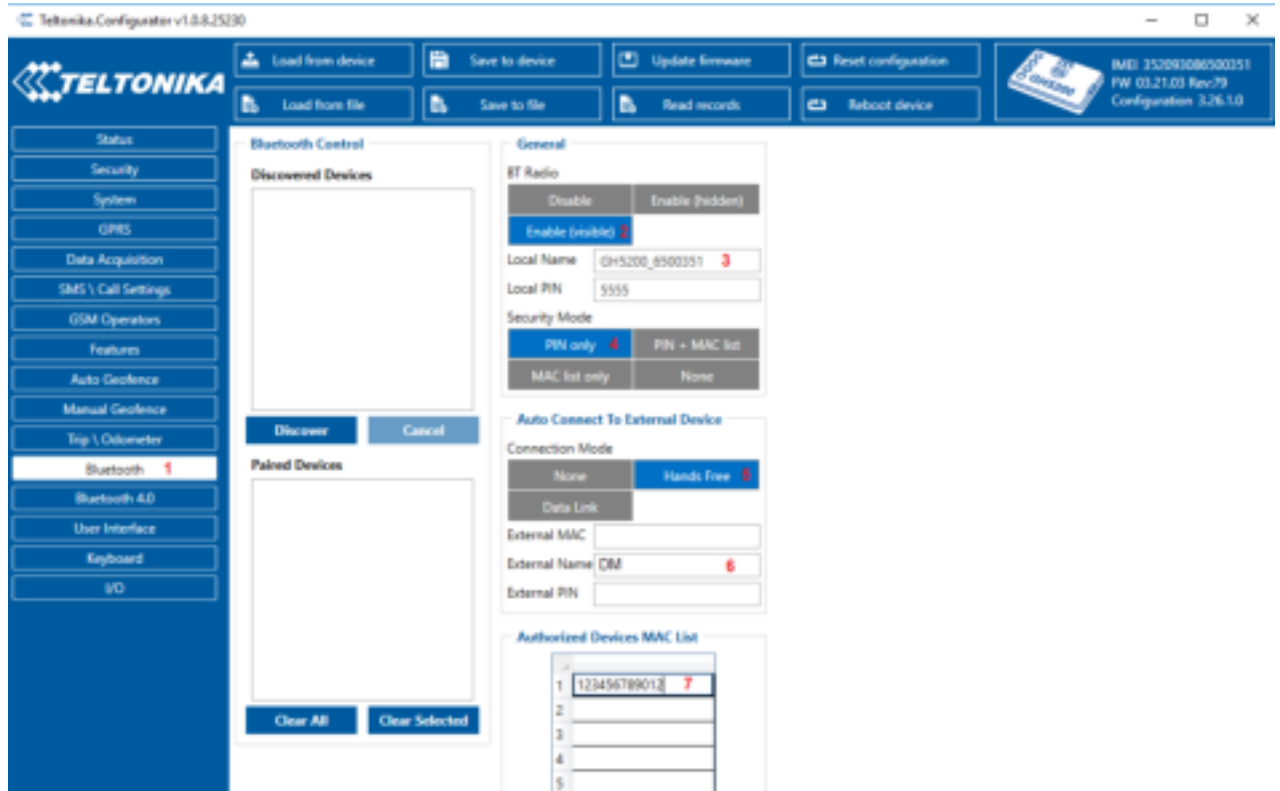 Teltonika.Configurator v1.0.8.25230
TELTONIKA
Load from device
Save to device
Update firmware
Reset configuration
Load from file
Save to file
Read records
Reboot device
GH5200
IMEI 352093086500351
FW 03.21.03 Rev:79
Configuration 3.26.1.0
Status
Security
System
GPRS
Data Acquisition
SMS \ Call Settings
GSM Operators
Features
Auto Geofence
Manual Geofence
Trip \ Odometer
Bluetooth 1
Bluetooth 4.0
User Interface
Keyboard
I/O
Bluetooth Control
Discovered Devices
Discover
Cancel
Paired Devices
Clear All
Clear Selected
General
BT Radio
Disable
Enable (hidden)
Enable (visible) 2
Local Name GH5200_6500351 3
Local PIN 5555
Security Mode
PIN only 4
PIN + MAC list
MAC list only
None
Auto Connect To External Device
Connection Mode
None
Hands Free 5
Data Link
External MAC
External Name DM 6
External PIN
Authorized Devices MAC List
1 123456789012 7
2
3
4
5